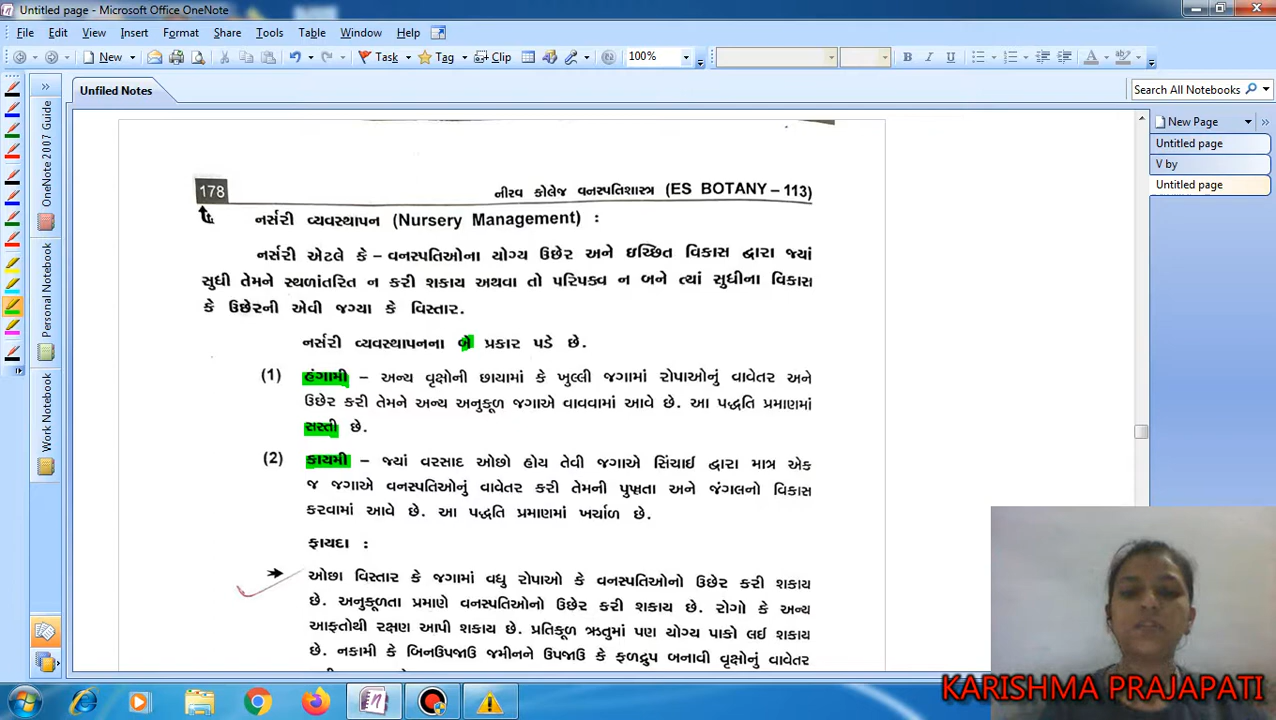 Untitled page - Microsoft Office OneNote
File Edit View Insert Format Share Tools Table Window Help
New Task Tag Clip 100% B I U
Unfiled Notes
Search All Notebooks
New Page
Untitled page
V by
Untitled page
OneNote 2007 Guide
Personal Notebook
Work Notebook
178 નીરવ કોલેજ વનસ્પતિશાસ્ત્ર (ES BOTANY – 113)
નર્સરી વ્યવસ્થાપન (Nursery Management) :
નર્સરી એટલે કે – વનસ્પતિઓના યોગ્ય ઉછેર અને ઇચ્છિત વિકાસ દ્વારા જ્યાં
સુધી તેમને સ્થળાંતરિત ન કરી શકાય અથવા તો પરિપક્વ ન બને ત્યાં સુધીના વિકાસ
કે ઉછેરની એવી જગ્યા કે વિસ્તાર.
નર્સરી વ્યવસ્થાપનના બે પ્રકાર પડે છે.
(1) હંગામી – અન્ય વૃક્ષોની છાયામાં કે ખુલ્લી જગામાં રોપાઓનું વાવેતર અને
ઉછેર કરી તેમને અન્ય અનુકૂળ જગાએ વાવવામાં આવે છે. આ પદ્ધતિ પ્રમાણમાં
સસ્તી છે.
(2) કાયમી – જ્યાં વરસાદ ઓછો હોય તેવી જગાએ સિંચાઈ દ્વારા માત્ર એક
જ જગાએ વનસ્પતિઓનું વાવેતર કરી તેમની પુખ્તતા અને જંગલનો વિકાસ
કરવામાં આવે છે. આ પદ્ધતિ પ્રમાણમાં ખર્ચાળ છે.
ફાયદા :
ઓછા વિસ્તાર કે જગામાં વધુ રોપાઓ કે વનસ્પતિઓનો ઉછેર કરી શકાય
છે. અનુકૂળતા પ્રમાણે વનસ્પતિઓનો ઉછેર કરી શકાય છે. રોગો કે અન્ય
આફતોથી રક્ષણ આપી શકાય છે. પ્રતિકૂળ ઋતુમાં પણ યોગ્ય પાકો લઈ શકાય
છે. નકામી કે બિનઉપજાઉ જમીનને ઉપજાઉ કે ફળદ્રુપ બનાવી વૃક્ષોનું વાવેતર
KARISHMA PRAJAPATI